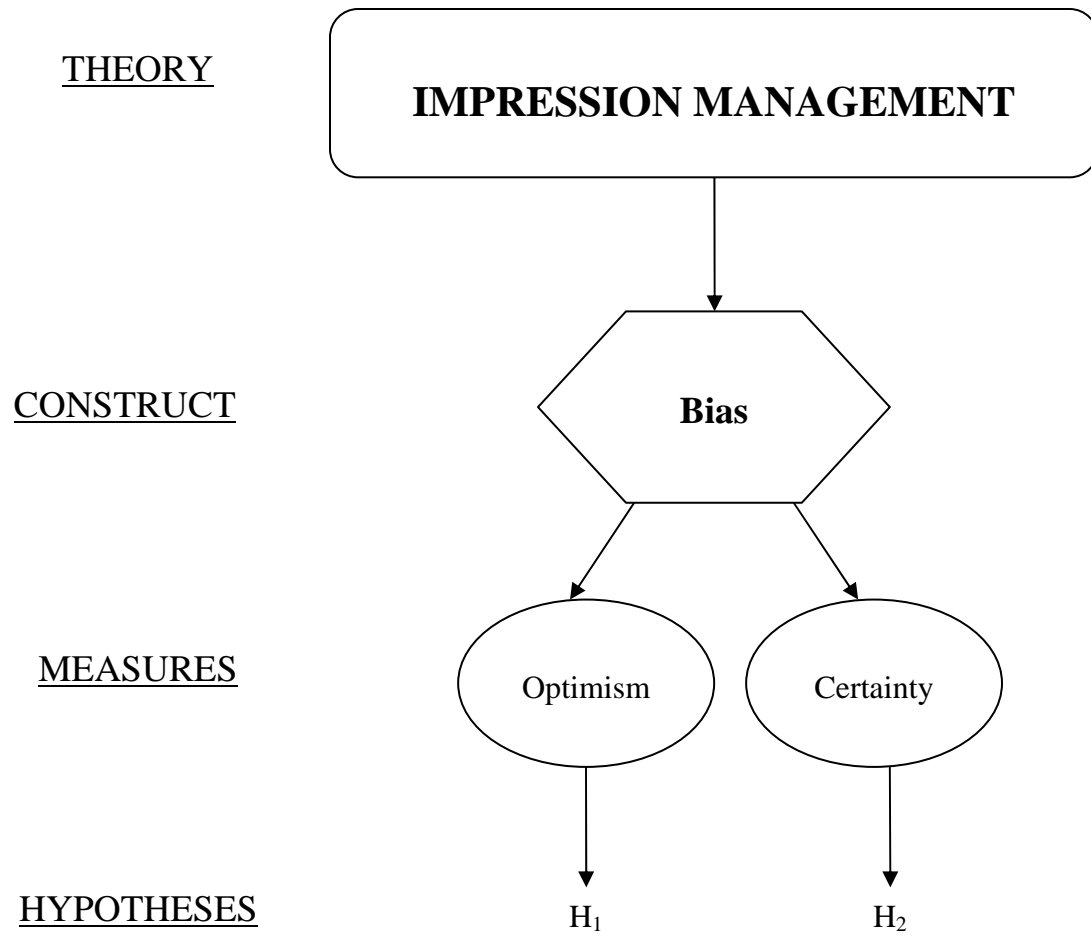 THEORY
IMPRESSION MANAGEMENT
CONSTRUCT
Bias
MEASURES
Optimism
Certainty
HYPOTHESES
H₁
H₂